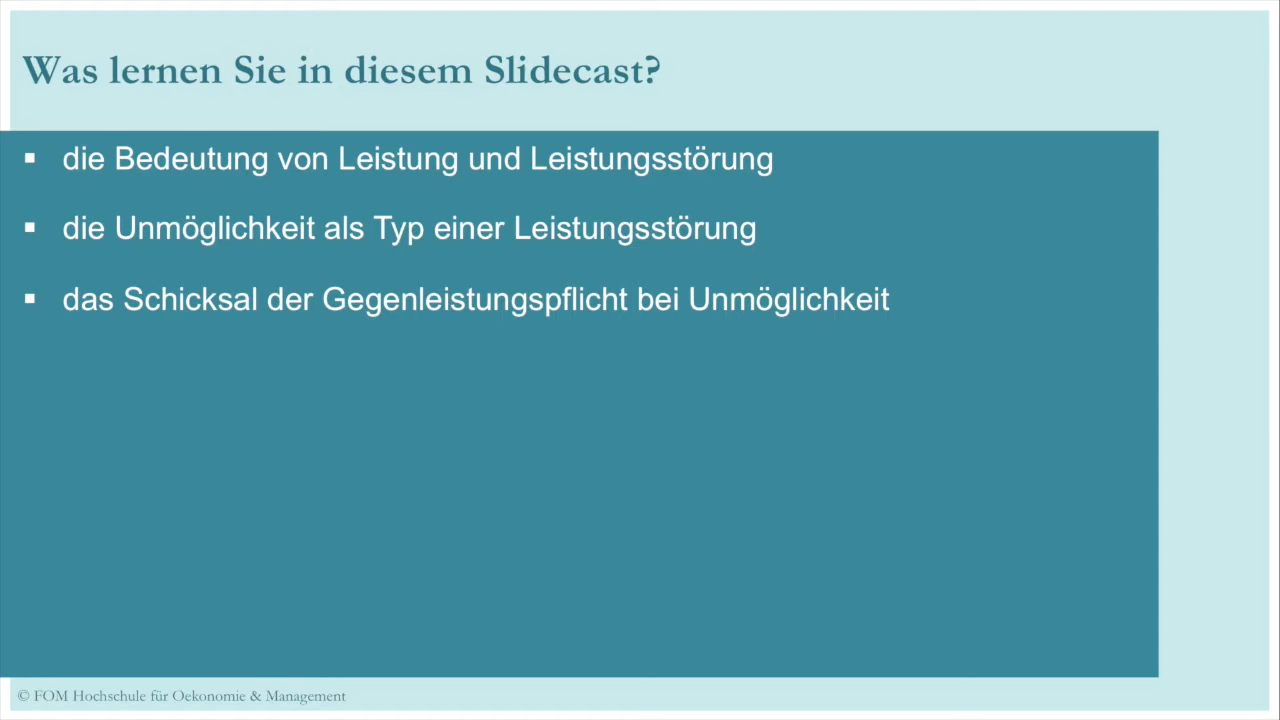 Was lernen Sie in diesem Slidecast?
▪ die Bedeutung von Leistung und Leistungsstörung
▪ die Unmöglichkeit als Typ einer Leistungsstörung
▪ das Schicksal der Gegenleistungspflicht bei Unmöglichkeit
© FOM Hochschule für Oekonomie & Management